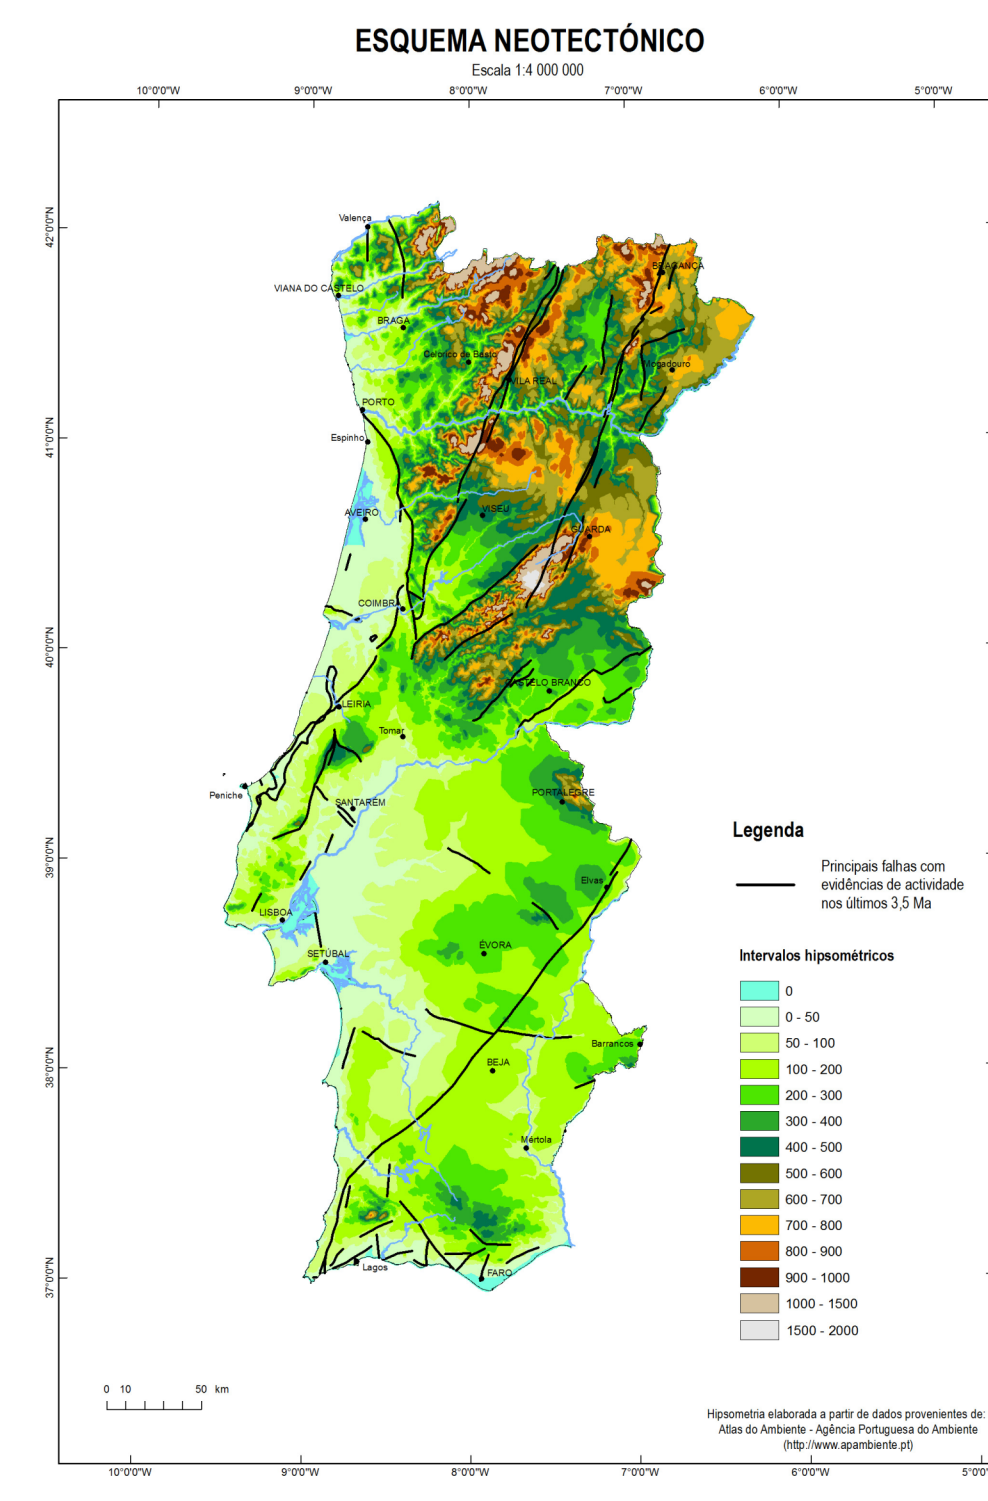 ESQUEMA NEOTECTÓNICO
Escala 1:4 000 000
10°0'0"W
9°0'0"W
8°0'0"W
7°0'0"W
6°0'0"W
5°0'0"W
42°0'0"N
41°0'0"N
40°0'0"N
39°0'0"N
38°0'0"N
37°0'0"N
Valença
BRAGANÇA
VIANA DO CASTELO
BRAGA
Celorico de Basto
Mogadouro
VILA REAL
PORTO
Espinho
AVEIRO
VISEU
GUARDA
COIMBRA
CASTELO BRANCO
LEIRIA
Tomar
Peniche
SANTARÉM
PORTALEGRE
Elvas
LISBOA
ÉVORA
SETÚBAL
Barrancos
BEJA
Mértola
Lagos
FARO
Legenda
Principais falhas com
evidências de actividade
nos últimos 3,5 Ma
Intervalos hipsométricos
0
0 - 50
50 - 100
100 - 200
200 - 300
300 - 400
400 - 500
500 - 600
600 - 700
700 - 800
800 - 900
900 - 1000
1000 - 1500
1500 - 2000
0 10 50 km
Hipsometria elaborada a partir de dados provenientes de:
Atlas do Ambiente - Agência Portuguesa do Ambiente
(http://www.apambiente.pt)
10°0'0"W
9°0'0"W
8°0'0"W
7°0'0"W
6°0'0"W
5°0'0